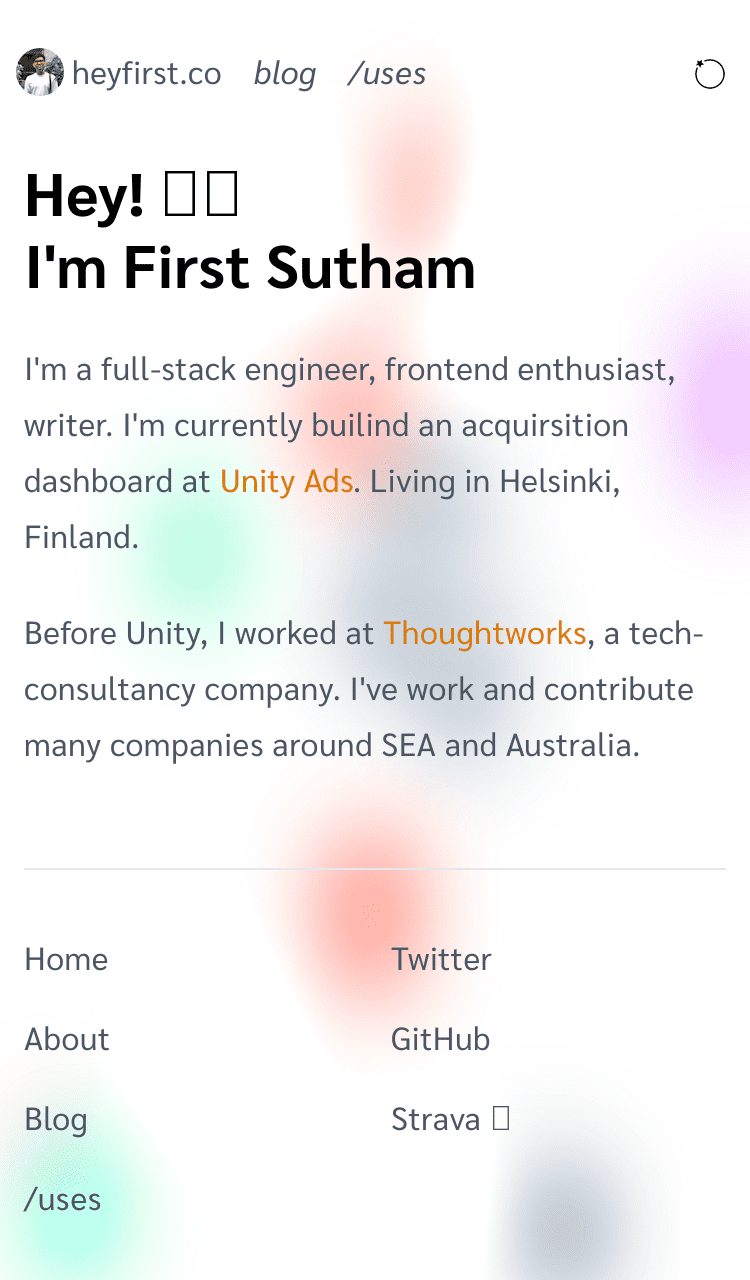 heyfirst.co blog /uses
Hey! 
I'm First Sutham
I'm a full-stack engineer, frontend enthusiast,
writer. I'm currently builind an acquirsition
dashboard at Unity Ads. Living in Helsinki,
Finland.
Before Unity, I worked at Thoughtworks, a tech-
consultancy company. I've work and contribute
many companies around SEA and Australia.
Home
Twitter
About
GitHub
Blog
Strava
/uses